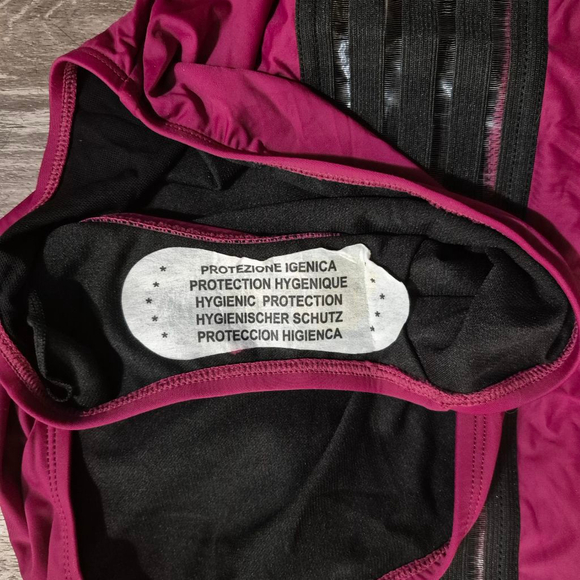 PROTEZIONE IGENICA
PROTECTION HYGENIQUE
HYGIENIC PROTECTION
HYGIENISCHER SCHUTZ
PROTECCION HIGIENCA